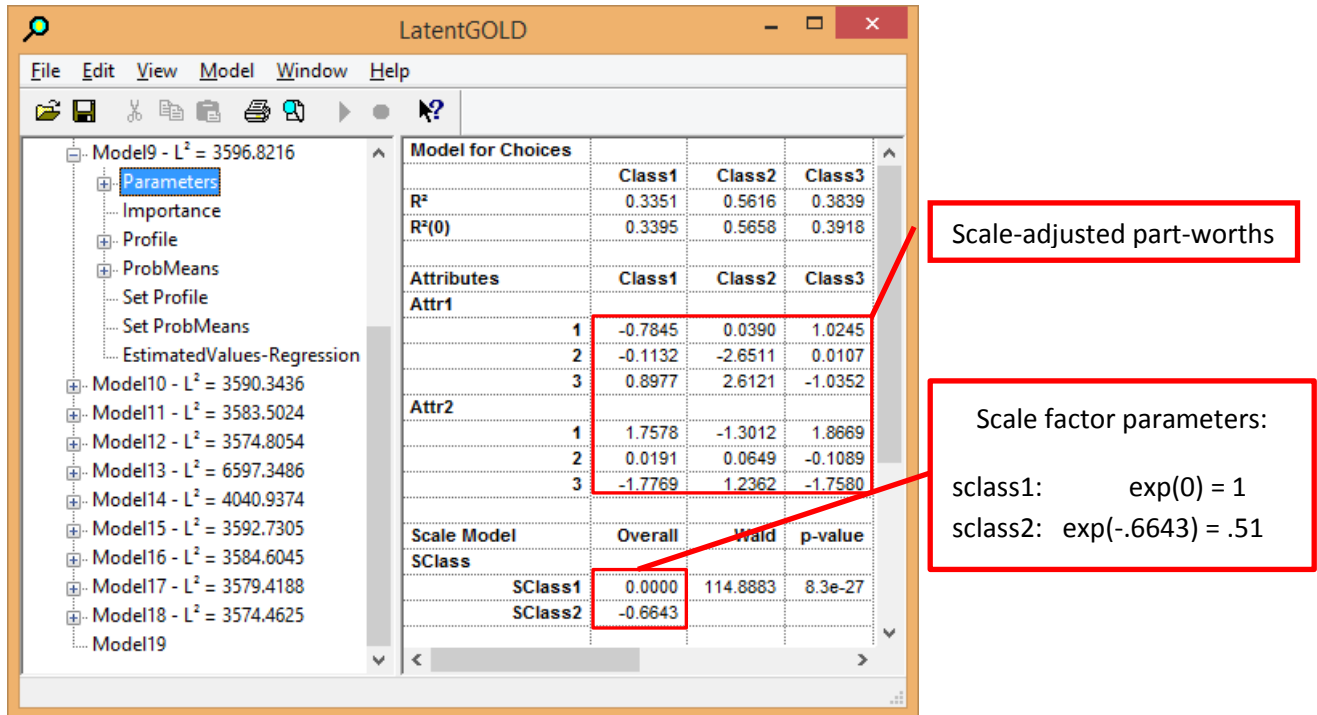 LatentGOLD
File Edit View Model Window Help
Model9 - L² = 3596.8216
Parameters
Importance
Profile
ProbMeans
Set Profile
Set ProbMeans
EstimatedValues-Regression
Model10 - L² = 3590.3436
Model11 - L² = 3583.5024
Model12 - L² = 3574.8054
Model13 - L² = 6597.3486
Model14 - L² = 4040.9374
Model15 - L² = 3592.7305
Model16 - L² = 3584.6045
Model17 - L² = 3579.4188
Model18 - L² = 3574.4625
Model19
Model for Choices
Class1 Class2 Class3
R² 0.3351 0.5616 0.3839
R²(0) 0.3395 0.5658 0.3918
Attributes Class1 Class2 Class3
Attr1
1 -0.7845 0.0390 1.0245
2 -0.1132 -2.6511 0.0107
3 0.8977 2.6121 -1.0352
Attr2
1 1.7578 -1.3012 1.8669
2 0.0191 0.0649 -0.1089
3 -1.7769 1.2362 -1.7580
Scale Model Overall Wald p-value
SClass
SClass1 0.0000 114.8883 8.3e-27
SClass2 -0.6643
Scale-adjusted part-worths
Scale factor parameters:
sclass1: exp(0) = 1
sclass2: exp(-.6643) = .51